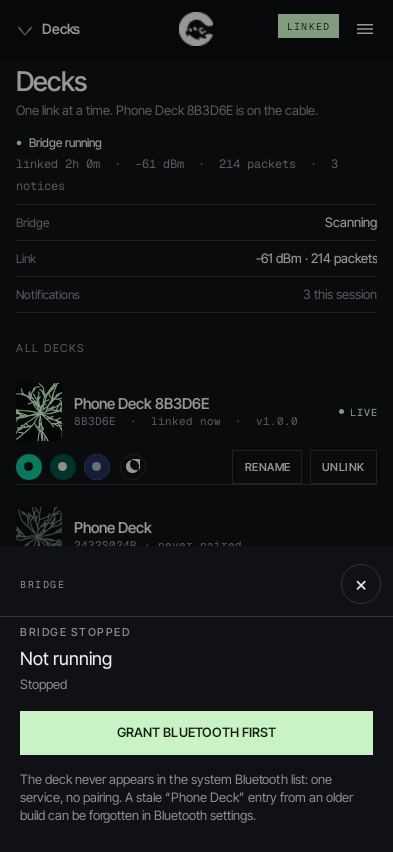 Decks
LINKED
Decks
One link at a time. Phone Deck 8B3D6E is on the cable.
• Bridge running
linked 2h 0m · -61 dBm · 214 packets · 3
notices
Bridge Scanning
Link -61 dBm · 214 packets
Notifications 3 this session
ALL DECKS
Phone Deck 8B3D6E
8B3D6E · linked now · v1.0.0
• LIVE
RENAME
UNLINK
Phone Deck
2432S024R · never paired
BRIDGE
BRIDGE STOPPED
Not running
Stopped
GRANT BLUETOOTH FIRST
The deck never appears in the system Bluetooth list: one
service, no pairing. A stale “Phone Deck” entry from an older
build can be forgotten in Bluetooth settings.